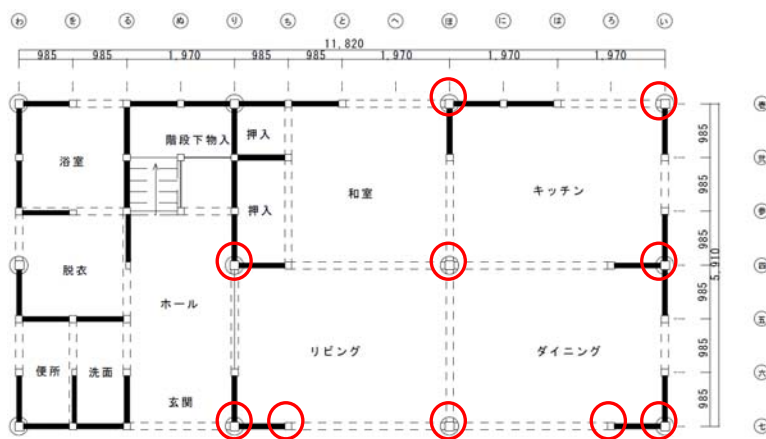 わ を る ぬ り ち と へ ほ に は ろ い
11,820
985 985 1,970 985 985 1,970 1,970 1,970
壱
弐
参
四
五
六
七
985
985
985
985
985
985
5,910
階段下物入
押入
浴室
和室
キッチン
押入
脱衣
ホール
リビング
ダイニング
便所
洗面
玄関